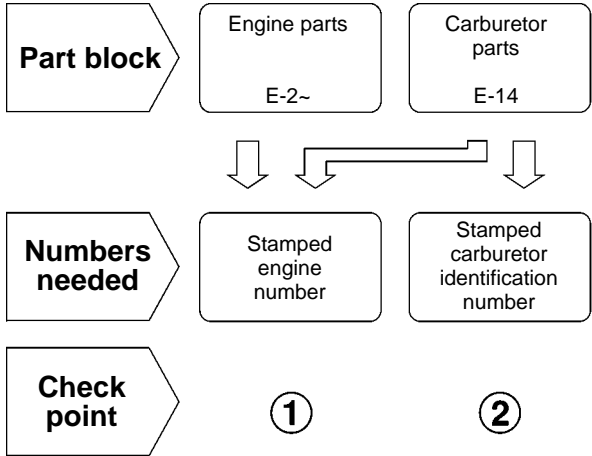 Part block
Engine parts
E-2~
Carburetor
parts
E-14
Numbers
needed
Stamped
engine
number
Stamped
carburetor
identification
number
Check
point
①
②